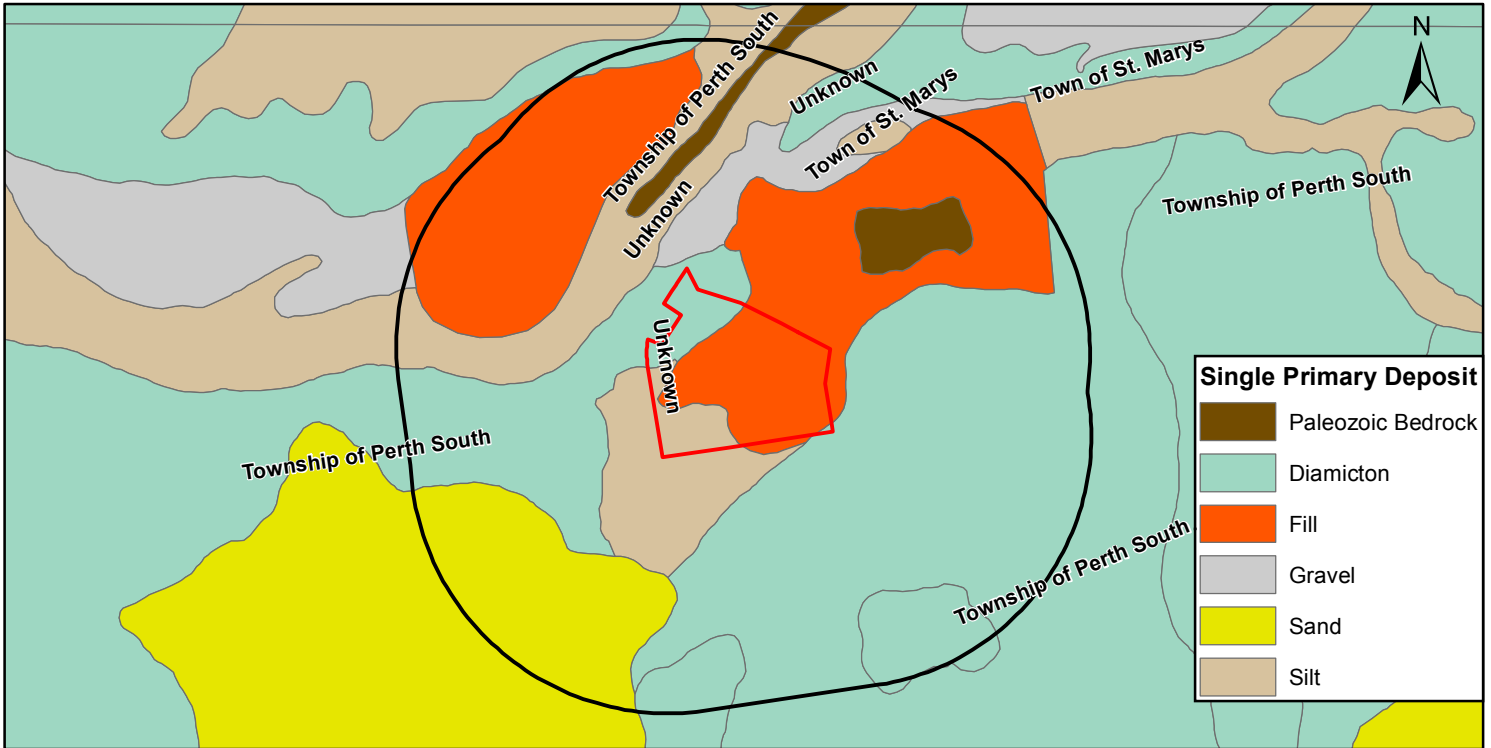 N
Township of Perth South
Unknown
Town of St. Marys
Town of St. Marys
Township of Perth South
Unknown
Unknown
Township of Perth South
Township of Perth South
Single Primary Deposit
Paleozoic Bedrock
Diamicton
Fill
Gravel
Sand
Silt